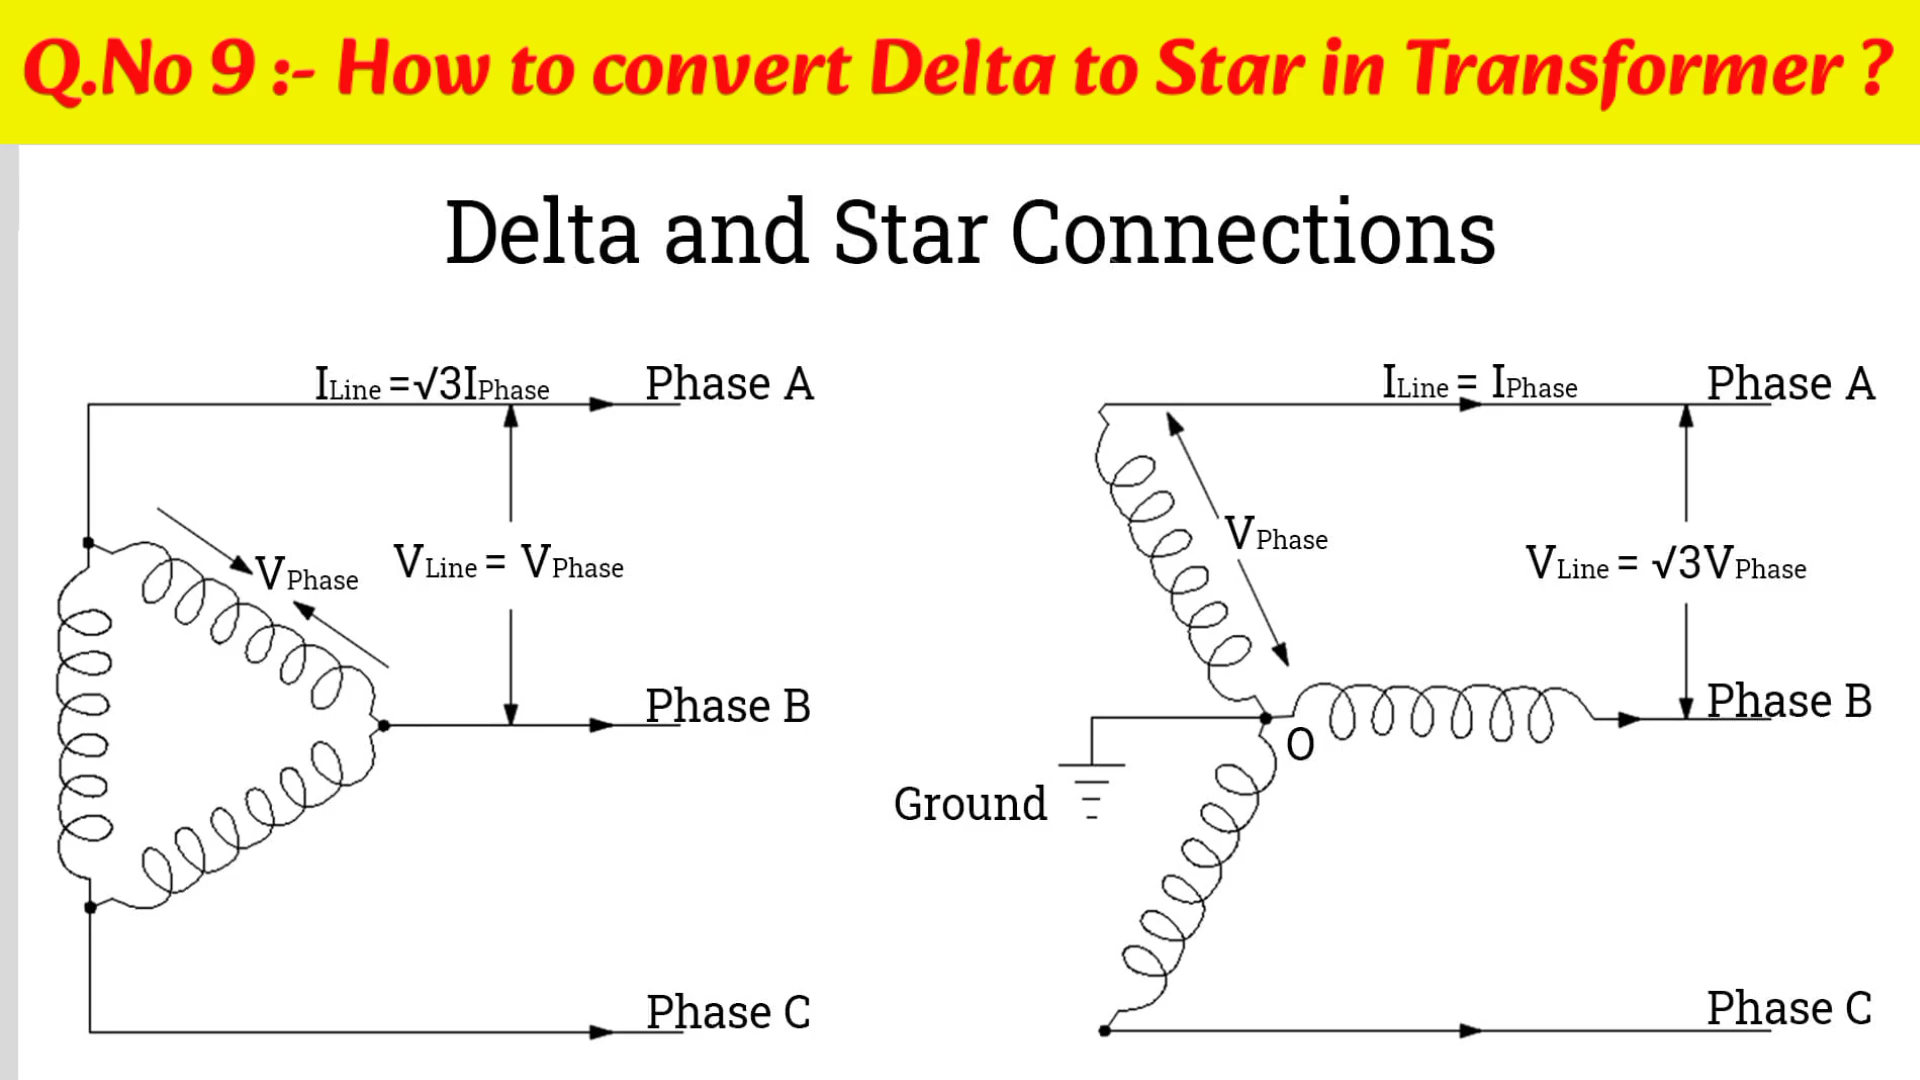 Q.No 9 :- How to convert Delta to Star in Transformer ?
Delta and Star Connections
ILine =√3IPhase
Phase A
VPhase
VLine = VPhase
Phase B
Phase C
ILine = IPhase
Phase A
VPhase
VLine = √3VPhase
Phase B
O
Ground
Phase C